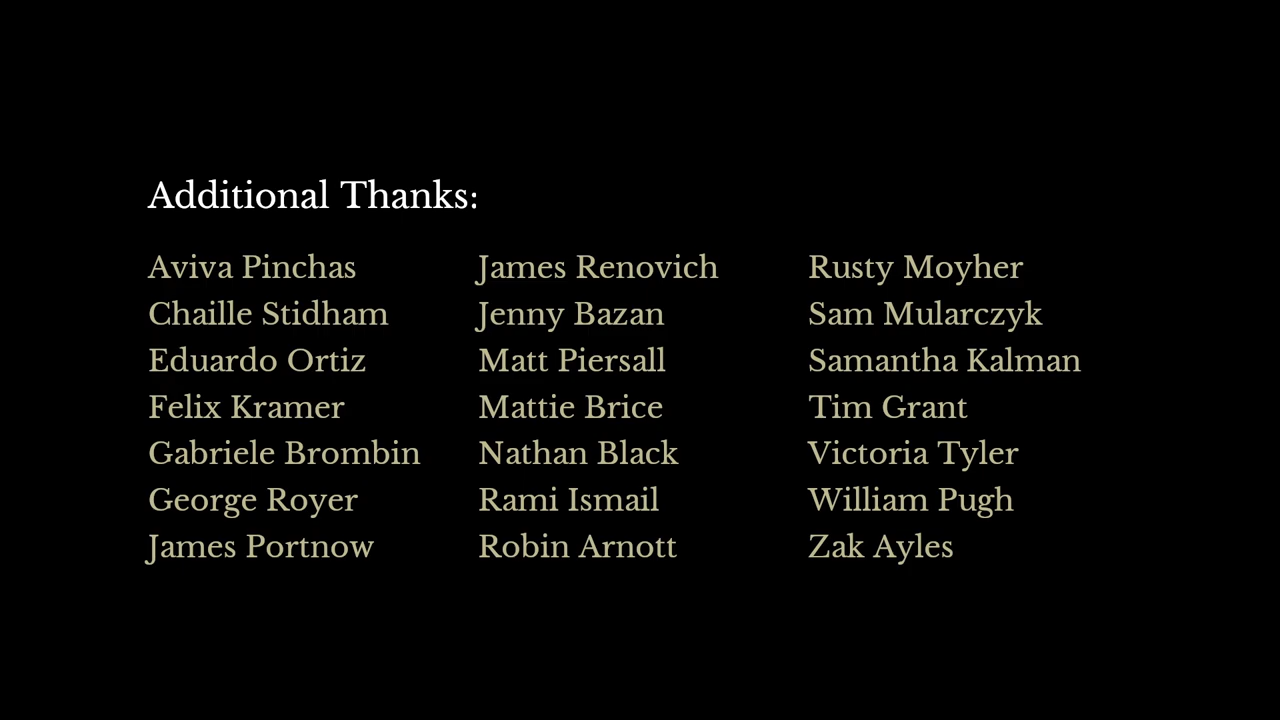 Additional Thanks:
Aviva Pinchas
Chaille Stidham
Eduardo Ortiz
Felix Kramer
Gabriele Brombin
George Royer
James Portnow
James Renovich
Jenny Bazan
Matt Piersall
Mattie Brice
Nathan Black
Rami Ismail
Robin Arnott
Rusty Moyher
Sam Mularczyk
Samantha Kalman
Tim Grant
Victoria Tyler
William Pugh
Zak Ayles